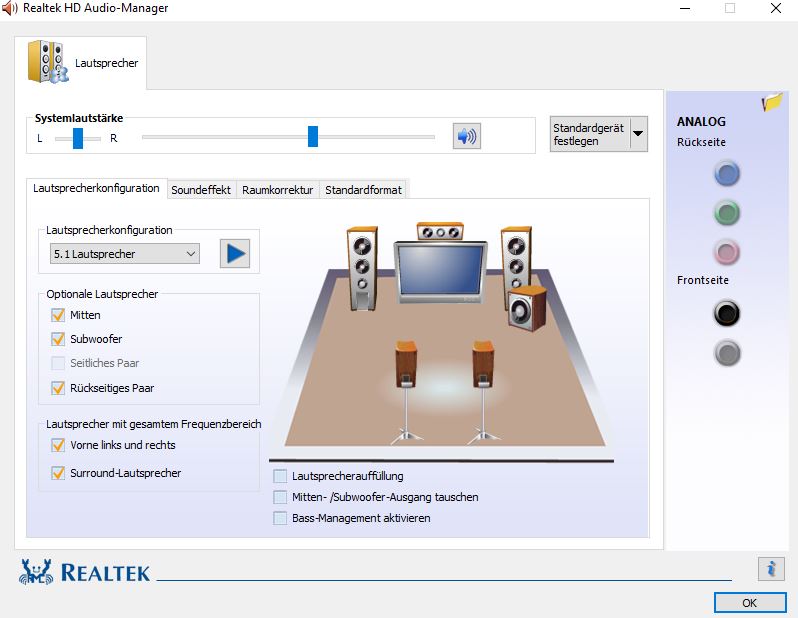 Realtek HD Audio-Manager
Lautsprecher
Systemlautstärke
L
R
Standardgerät
festlegen
ANALOG
Rückseite
Lautsprecherkonfiguration
Soundeffekt
Raumkorrektur
Standardformat
Lautsprecherkonfiguration
5.1 Lautsprecher
Optionale Lautsprecher
Mitten
Subwoofer
Seitliches Paar
Rückseitiges Paar
Lautsprecher mit gesamtem Frequenzbereich
Vorne links und rechts
Surround-Lautsprecher
Lautsprecherauffüllung
Mitten- /Subwoofer-Ausgang tauschen
Bass-Management aktivieren
Frontseite
REALTEK
i
OK